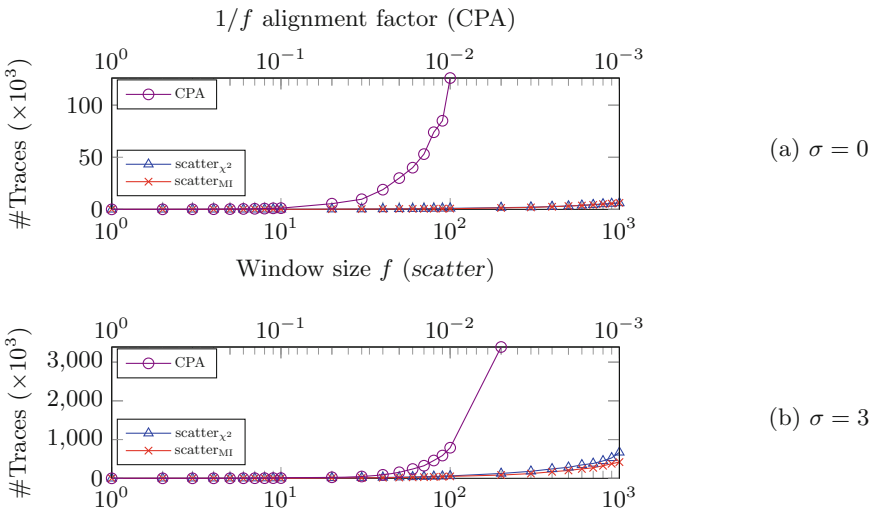 1/f alignment factor (CPA)
10^0 10^-1 10^-2 10^-3
#Traces (×10^3)
100
50
0
CPA
scatter_χ²
scatter_MI
(a) σ = 0
10^0 10^1 10^2 10^3
Window size f (scatter)
10^0 10^-1 10^-2 10^-3
#Traces (×10^3)
3,000
2,000
1,000
0
CPA
scatter_χ²
scatter_MI
(b) σ = 3
10^0 10^1 10^2 10^3